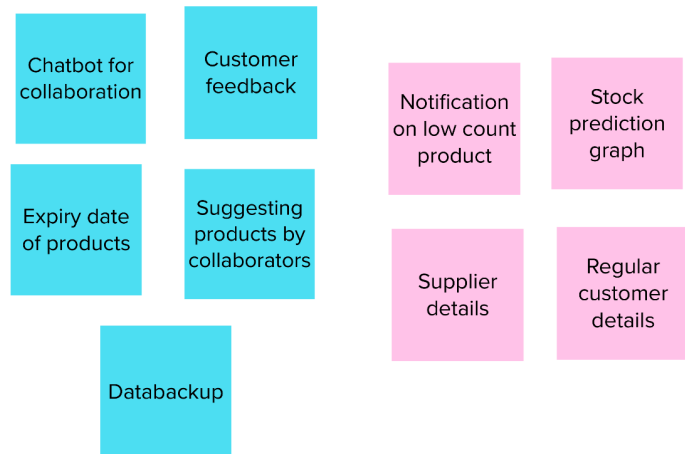 Chatbot for
collaboration
Customer
feedback
Expiry date
of products
Suggesting
products by
collaborators
Databackup
Notification
on low count
product
Stock
prediction
graph
Supplier
details
Regular
customer
details